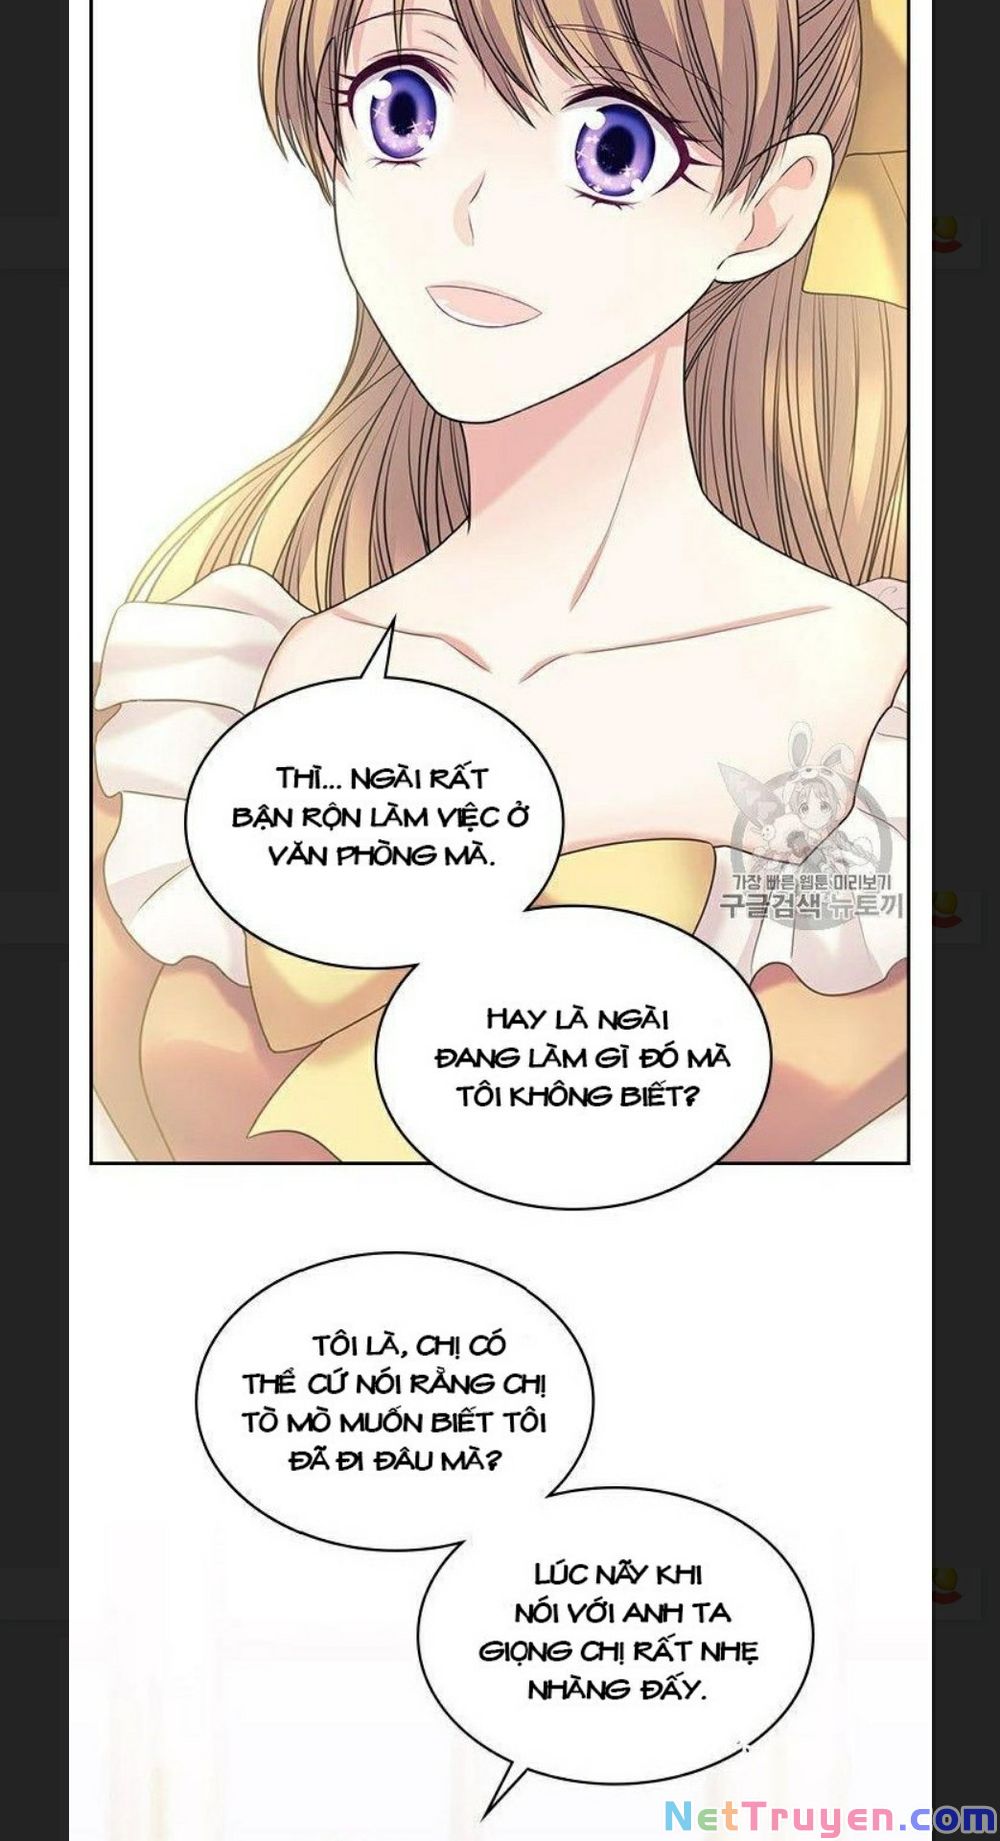 THÌ... NGÀI RẤT
BẬN RỘN LÀM VIỆC Ở
VĂN PHÒNG MÀ.
가장 빠른 웹툰 미리보기
구글검색 뉴토끼
HAY LÀ NGÀI
ĐANG LÀM GÌ ĐÓ MÀ
TÔI KHÔNG BIẾT?
TÔI LÀ, CHỊ CÓ
THỂ CỨ NÓI RẰNG CHỊ
TÒ MÒ MUỐN BIẾT TÔI
ĐÃ ĐI ĐÂU MÀ?
LÚC NÃY KHI
NÓI VỚI ANH TA
GIỌNG CHỊ RẤT NHẸ
NHÀNG ĐẤY.
NetTruyen.com